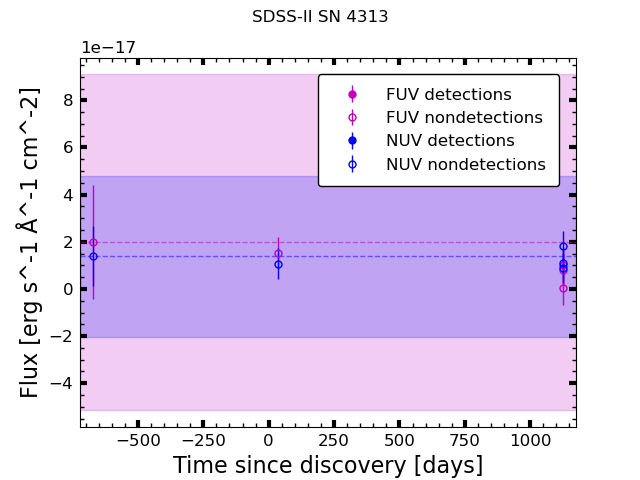 SDSS-II SN 4313
1e−17
FUV detections
FUV nondetections
NUV detections
NUV nondetections
8
6
4
2
0
−2
−4
Flux [erg s^-1 Å^-1 cm^-2]
−500 −250 0 250 500 750 1000
Time since discovery [days]